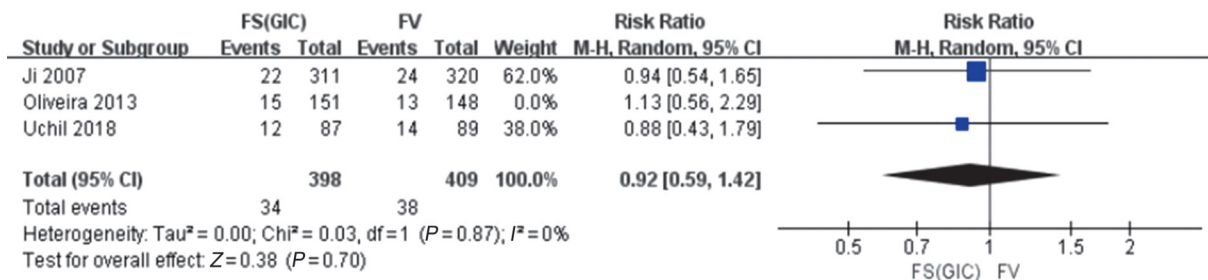 FS(GIC) FV Risk Ratio Risk Ratio
Study or Subgroup Events Total Events Total Weight M-H, Random, 95% CI M-H, Random, 95% CI
Ji 2007 22 311 24 320 62.0% 0.94 [0.54, 1.65]
Oliveira 2013 15 151 13 148 0.0% 1.13 [0.56, 2.29]
Uchil 2018 12 87 14 89 38.0% 0.88 [0.43, 1.79]
Total (95% CI) 398 409 100.0% 0.92 [0.59, 1.42]
Total events 34 38
Heterogeneity: Tau² = 0.00; Chi² = 0.03, df=1 (P=0.87); I² = 0%
Test for overall effect: Z=0.38 (P=0.70)
0.5 0.7 1 1.5 2
FS(GIC) FV